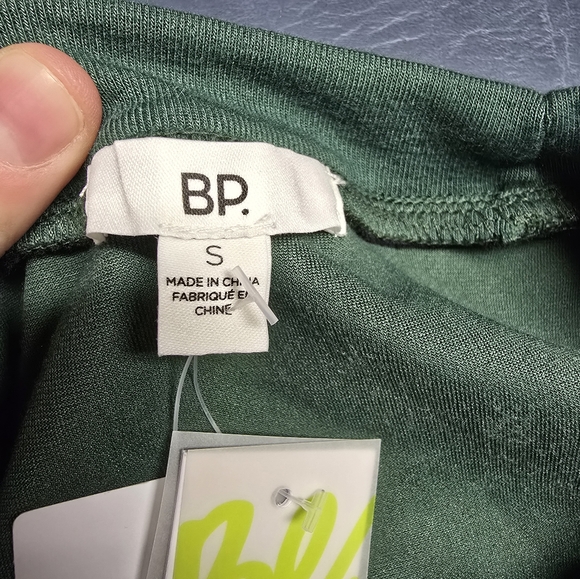 BP.
S
MADE IN CHINA
FABRIQUÉ EN
CHINE